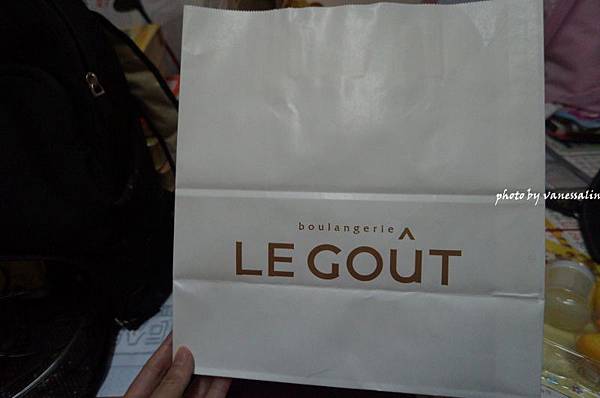 photo by vanessalin
boulangerie
LE GOÛT